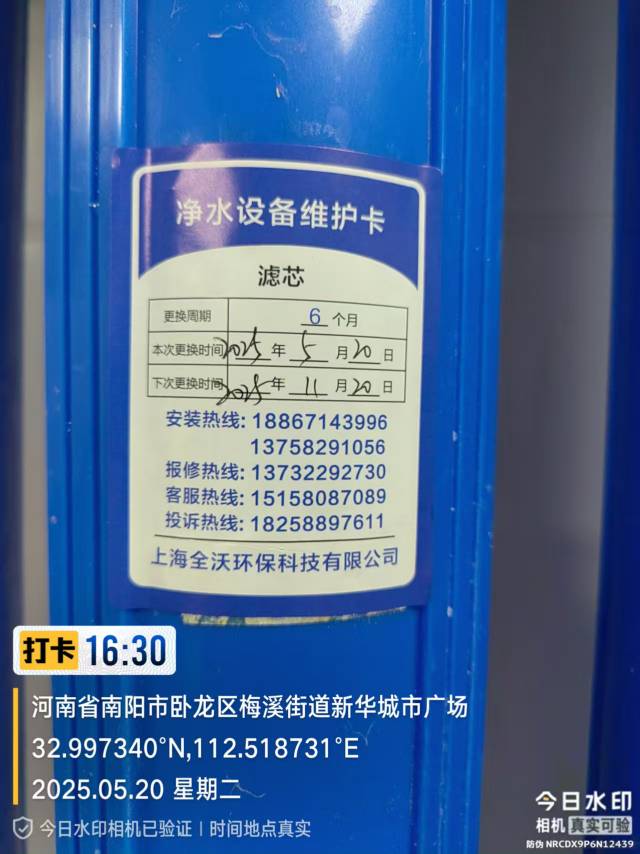 净水设备维护卡
滤芯
更换周期 6 个月
本次更换时间 2025 年 5 月 20 日
下次更换时间 2025 年 11 月 20 日
安装热线: 18867143996
13758291056
报修热线: 13732292730
客服热线: 15158087089
投诉热线: 18258897611
上海全沃环保科技有限公司
打卡 16:30
河南省南阳市卧龙区梅溪街道新华城市广场
32.997340°N,112.518731°E
2025.05.20 星期二
今日水印相机已验证 | 时间地点真实
今日水印
相机 真实可验
防伪 NRCDX9P6N12439